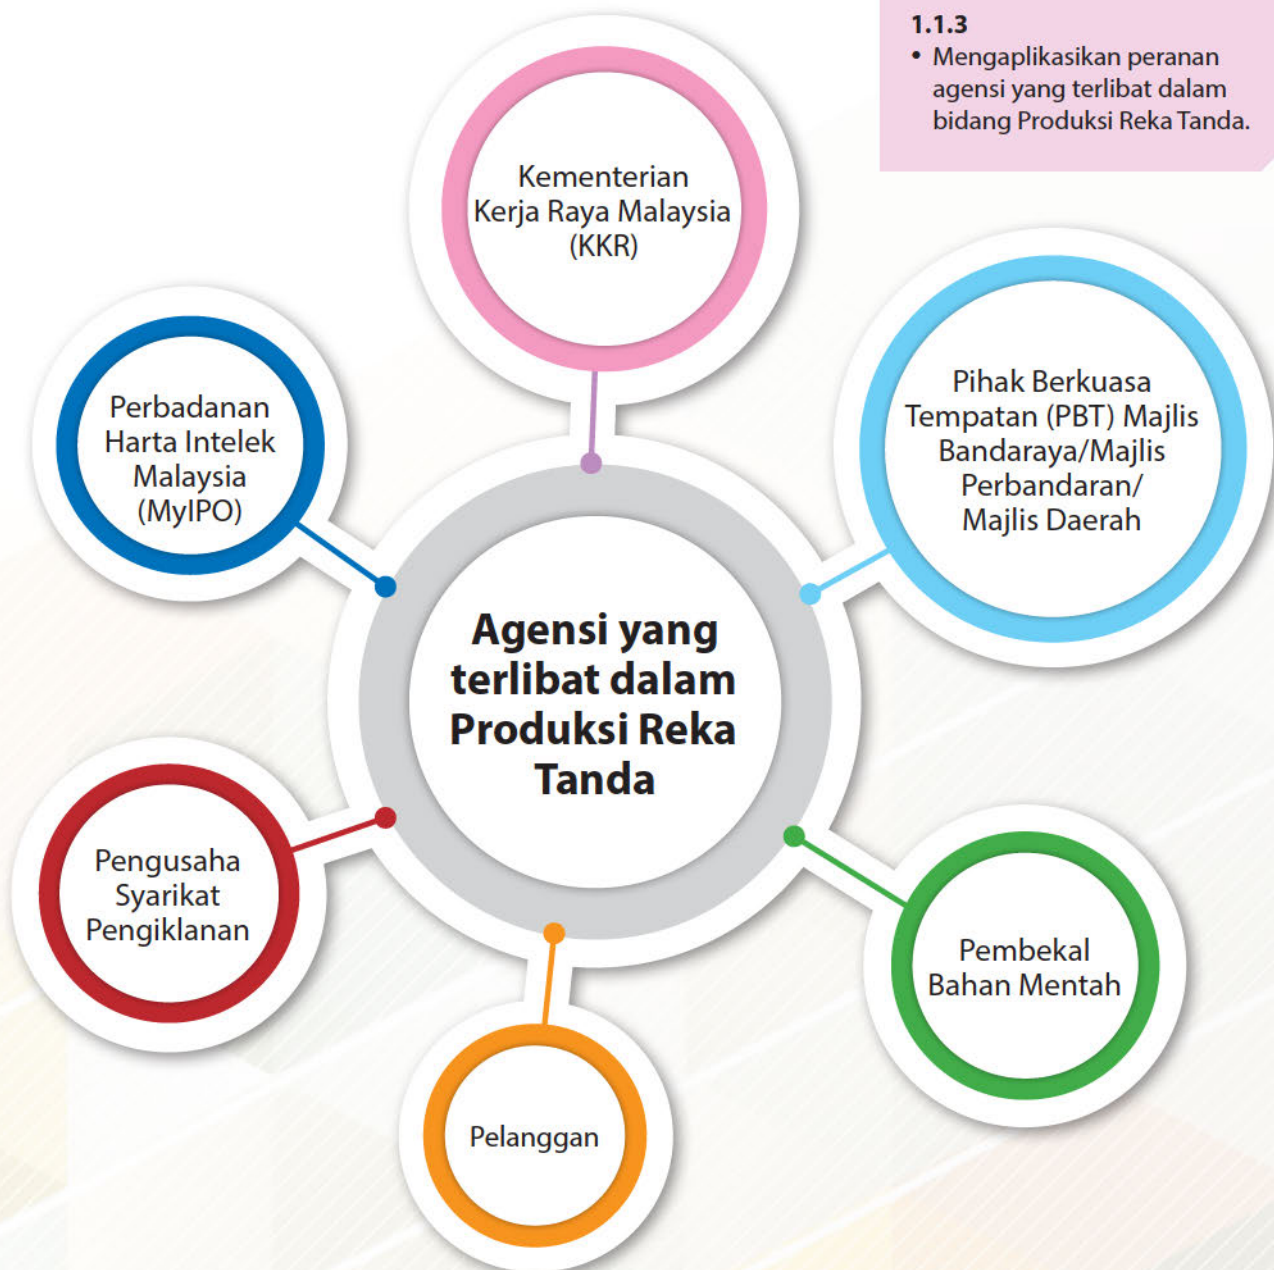 1.1.3
• Mengaplikasikan peranan
agensi yang terlibat dalam
bidang Produksi Reka Tanda.
Kementerian
Kerja Raya Malaysia
(KKR)
Pihak Berkuasa
Tempatan (PBT) Majlis
Bandaraya/Majlis
Perbandaran/
Majlis Daerah
Perbadanan
Harta Intelek
Malaysia
(MyIPO)
Agensi yang
terlibat dalam
Produksi Reka
Tanda
Pengusaha
Syarikat
Pengiklanan
Pembekal
Bahan Mentah
Pelanggan